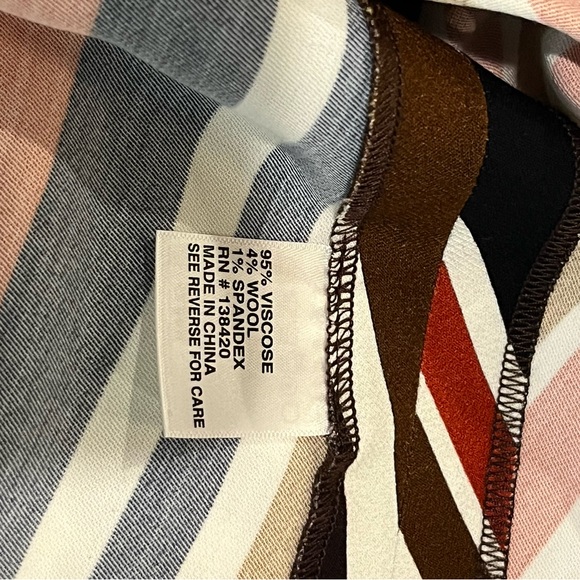 95% VISCOSE
4% WOOL
1% SPANDEX
RN # 138420
MADE IN CHINA
SEE REVERSE FOR CARE